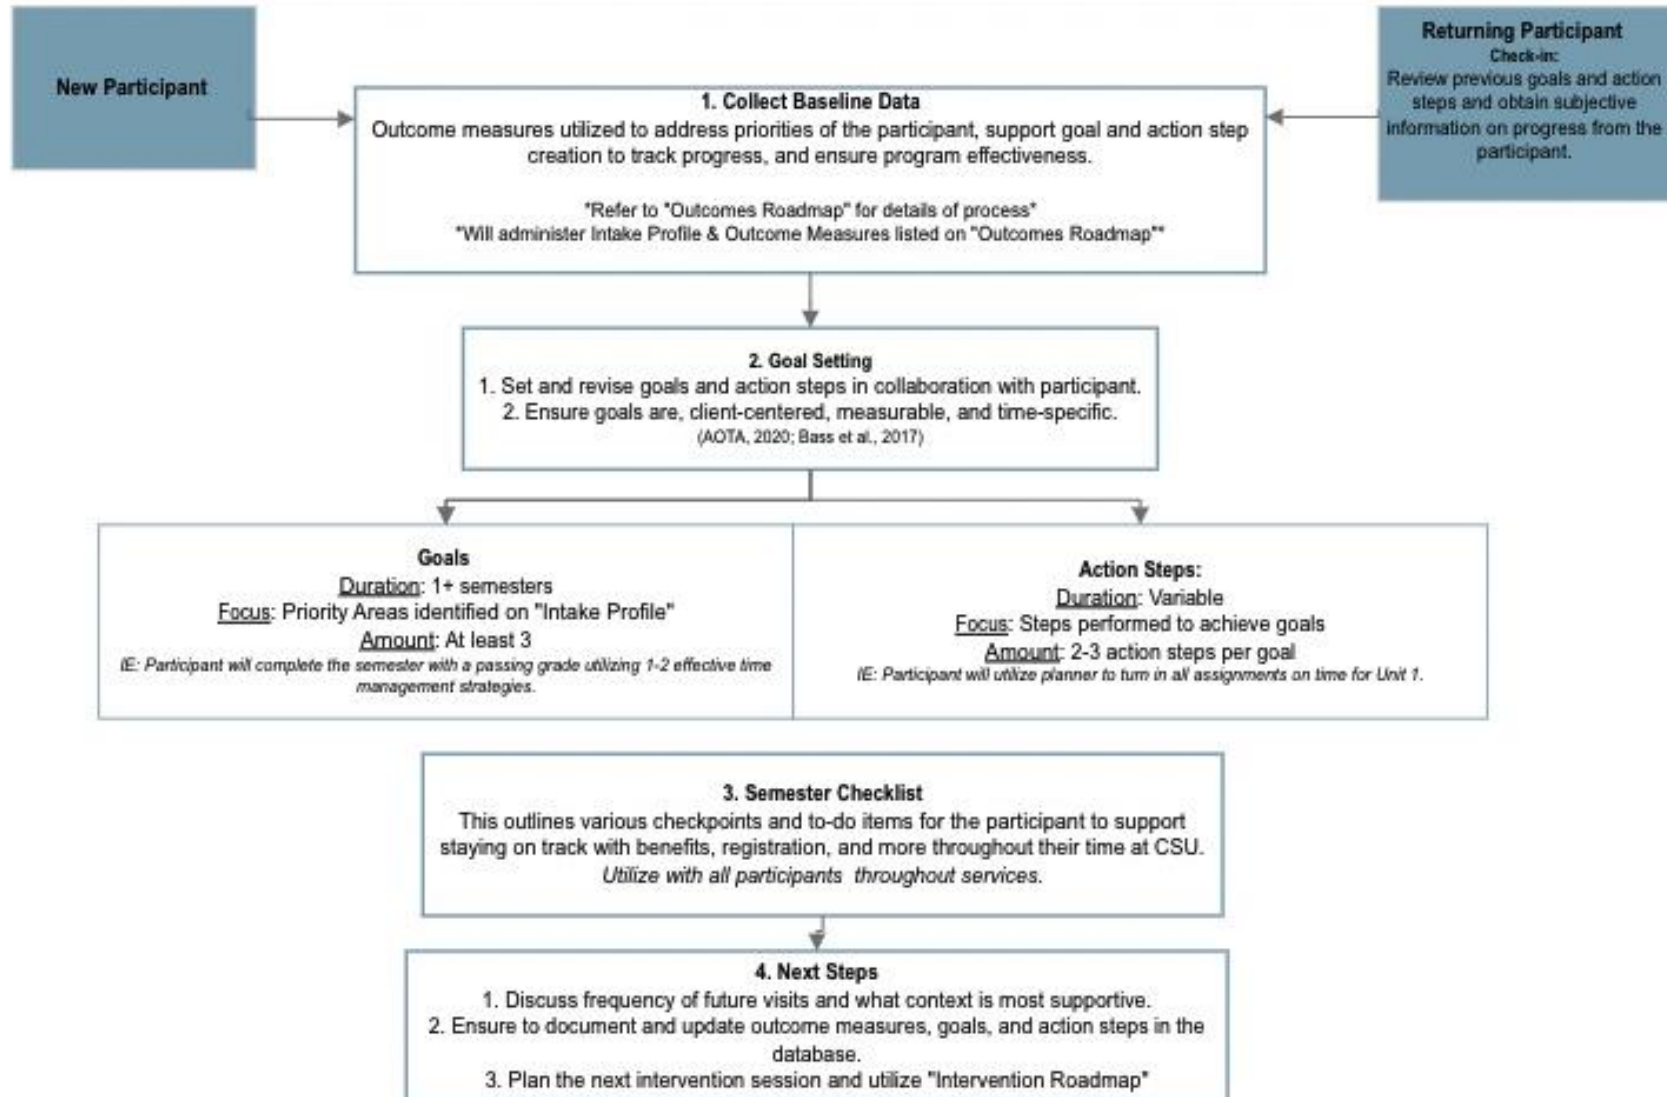 New Participant
Returning Participant
Check-in:
Review previous goals and action
steps and obtain subjective
information on progress from the
participant.
1. Collect Baseline Data
Outcome measures utilized to address priorities of the participant, support goal and action step
creation to track progress, and ensure program effectiveness.
*Refer to "Outcomes Roadmap" for details of process*
*Will administer Intake Profile & Outcome Measures listed on "Outcomes Roadmap"*
2. Goal Setting
1. Set and revise goals and action steps in collaboration with participant.
2. Ensure goals are, client-centered, measurable, and time-specific.
(AOTA, 2020; Bass et al., 2017)
Goals
Duration: 1+ semesters
Focus: Priority Areas identified on "Intake Profile"
Amount: At least 3
IE: Participant will complete the semester with a passing grade utilizing 1-2 effective time
management strategies.
Action Steps:
Duration: Variable
Focus: Steps performed to achieve goals
Amount: 2-3 action steps per goal
IE: Participant will utilize planner to turn in all assignments on time for Unit 1.
3. Semester Checklist
This outlines various checkpoints and to-do items for the participant to support
staying on track with benefits, registration, and more throughout their time at CSU.
Utilize with all participants throughout services.
4. Next Steps
1. Discuss frequency of future visits and what context is most supportive.
2. Ensure to document and update outcome measures, goals, and action steps in the
database.
3. Plan the next intervention session and utilize "Intervention Roadmap"